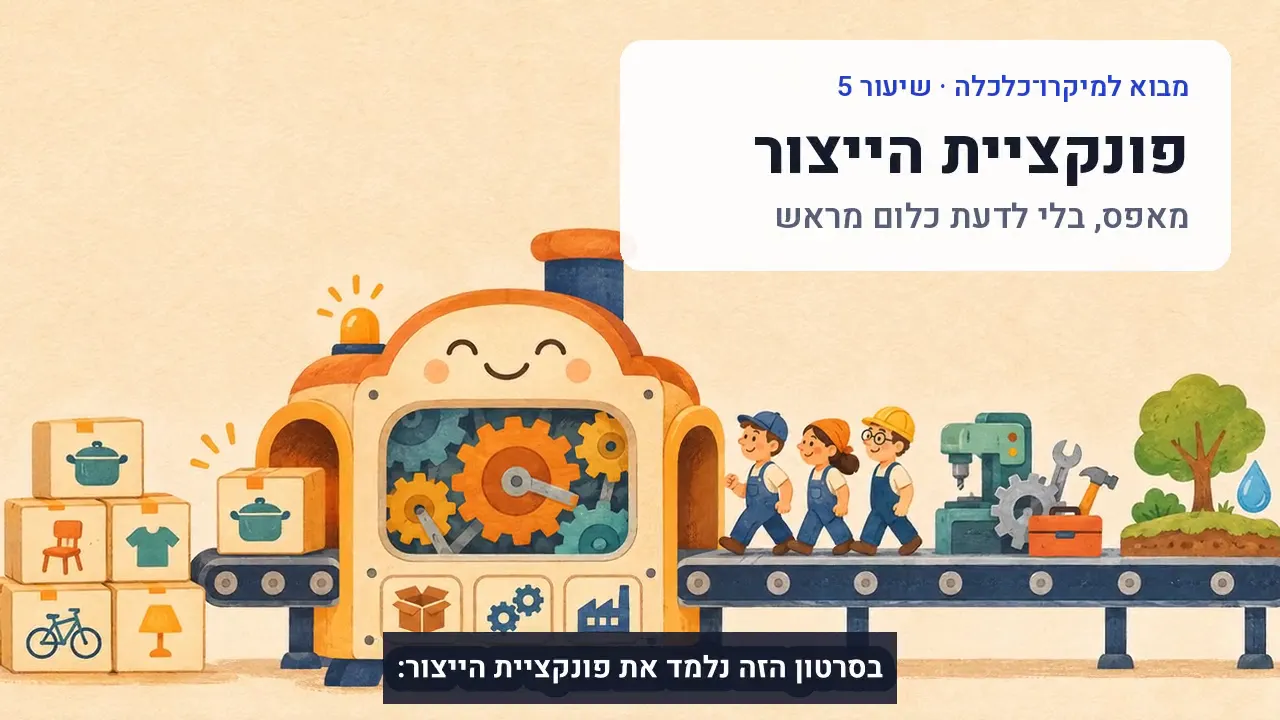 מבוא למיקרו־כלכלה · שיעור 5
פונקציית הייצור
מאפס, בלי לדעת כלום מראש
בסרטון הזה נלמד את פונקציית הייצור: